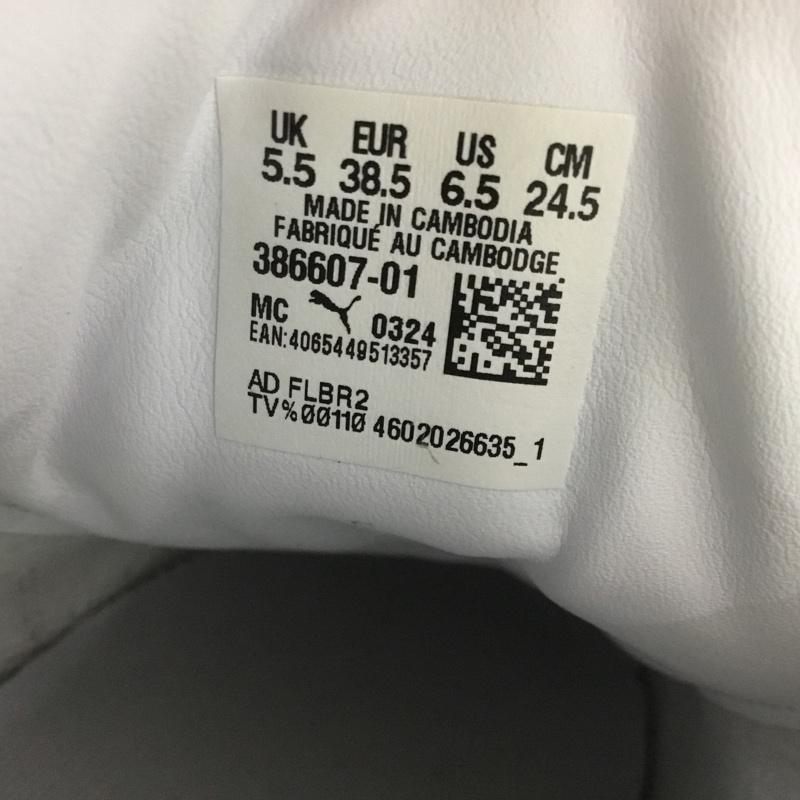 UK EUR US CM
5.5 38.5 6.5 24.5
MADE IN CAMBODIA
FABRIQUÉ AU CAMBODGE
386607-01
MC 0324
EAN:4065449513357
AD FLBR2
TV%ØØ11Ø 4602026635_1